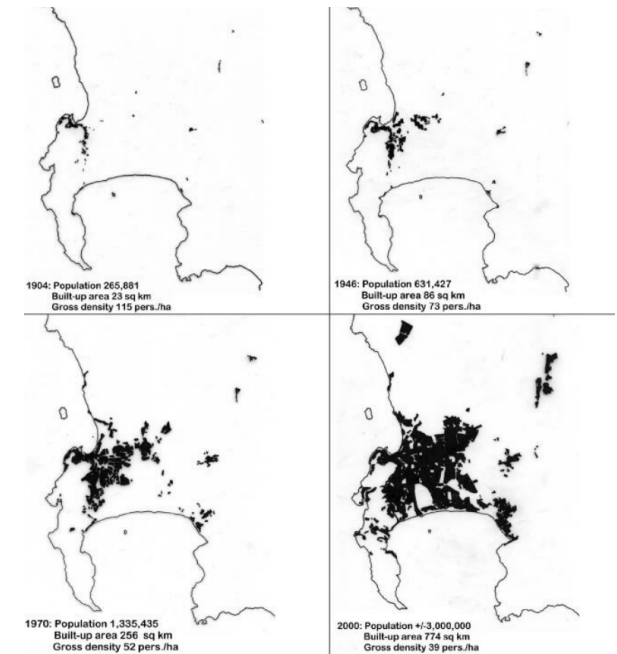 1904: Population 265,881
Built-up area 23 sq km
Gross density 115 pers./ha
1946: Population 631,427
Built-up area 86 sq km
Gross density 73 pers./ha
1970: Population 1,335,435
Built-up area 256 sq km
Gross density 52 pers./ha
2000: Population +/-3,000,000
Built-up area 774 sq km
Gross density 39 pers./ha